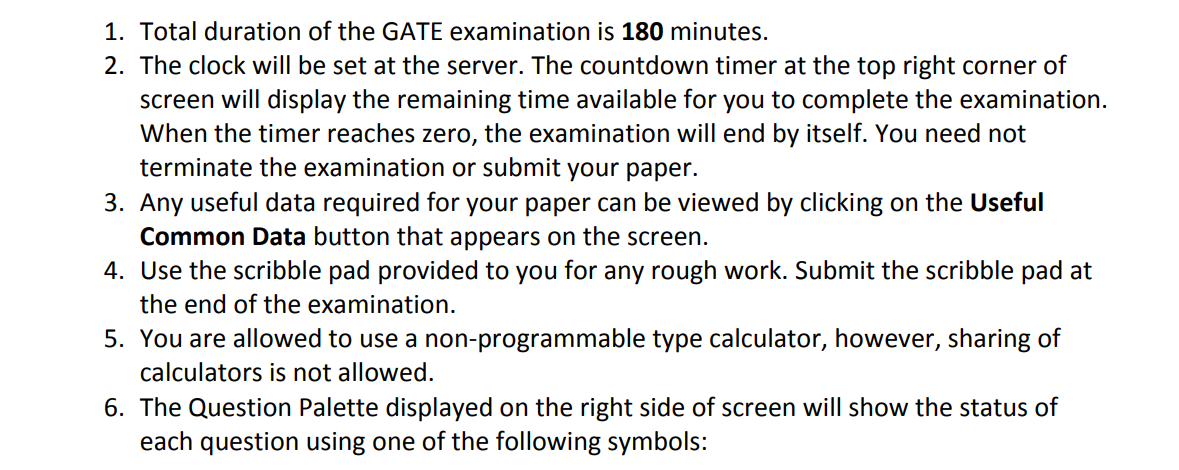 1. Total duration of the GATE examination is 180 minutes.
2. The clock will be set at the server. The countdown timer at the top right corner of
screen will display the remaining time available for you to complete the examination.
When the timer reaches zero, the examination will end by itself. You need not
terminate the examination or submit your paper.
3. Any useful data required for your paper can be viewed by clicking on the Useful
Common Data button that appears on the screen.
4. Use the scribble pad provided to you for any rough work. Submit the scribble pad at
the end of the examination.
5. You are allowed to use a non-programmable type calculator, however, sharing of
calculators is not allowed.
6. The Question Palette displayed on the right side of screen will show the status of
each question using one of the following symbols: